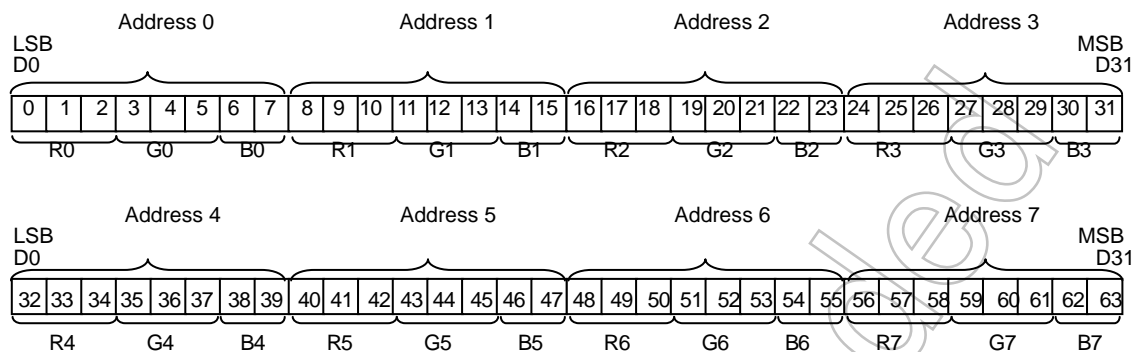 Address 0 Address 1 Address 2 Address 3
LSB MSB
D0 D31
0 1 2 3 4 5 6 7 8 9 10 11 12 13 14 15 16 17 18 19 20 21 22 23 24 25 26 27 28 29 30 31
R0 G0 B0 R1 G1 B1 R2 G2 B2 R3 G3 B3
Address 4 Address 5 Address 6 Address 7
LSB MSB
D0 D31
32 33 34 35 36 37 38 39 40 41 42 43 44 45 46 47 48 49 50 51 52 53 54 55 56 57 58 59 60 61 62 63
R4 G4 B4 R5 G5 B5 R6 G6 B6 R7 G7 B7
ded